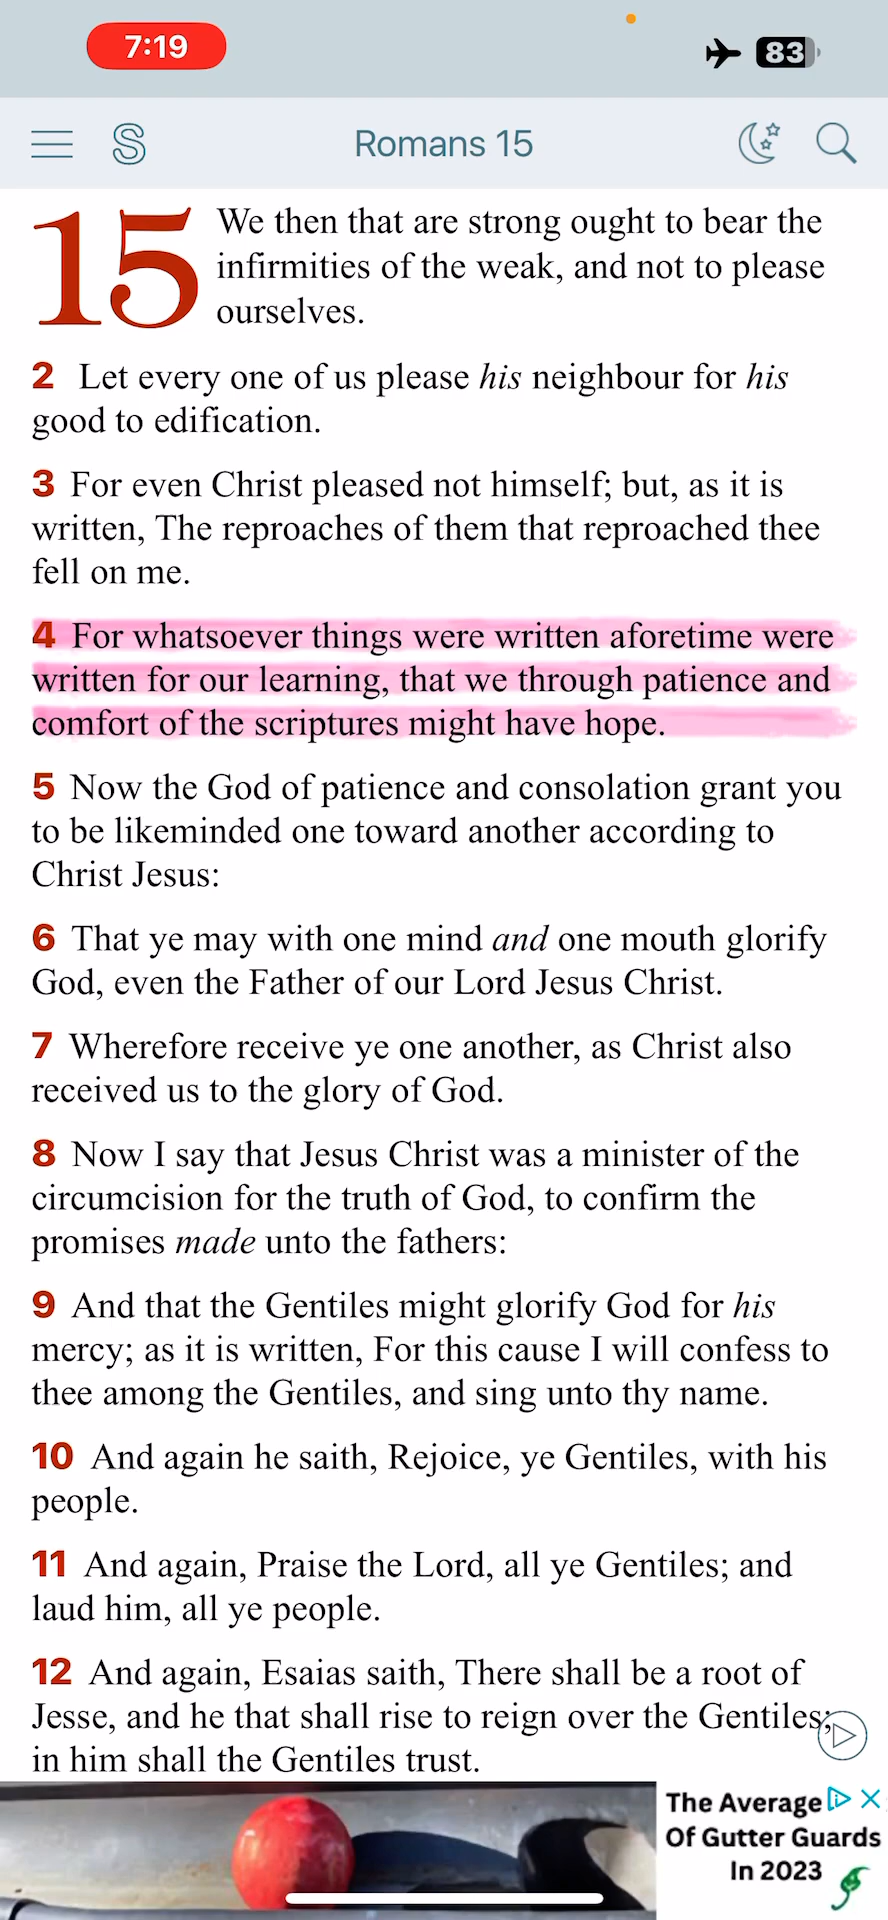 7:19
83
S
Romans 15
15 We then that are strong ought to bear the
infirmities of the weak, and not to please
ourselves.
2 Let every one of us please his neighbour for his
good to edification.
3 For even Christ pleased not himself; but, as it is
written, The reproaches of them that reproached thee
fell on me.
4 For whatsoever things were written aforetime were
written for our learning, that we through patience and
comfort of the scriptures might have hope.
5 Now the God of patience and consolation grant you
to be likeminded one toward another according to
Christ Jesus:
6 That ye may with one mind and one mouth glorify
God, even the Father of our Lord Jesus Christ.
7 Wherefore receive ye one another, as Christ also
received us to the glory of God.
8 Now I say that Jesus Christ was a minister of the
circumcision for the truth of God, to confirm the
promises made unto the fathers:
9 And that the Gentiles might glorify God for his
mercy; as it is written, For this cause I will confess to
thee among the Gentiles, and sing unto thy name.
10 And again he saith, Rejoice, ye Gentiles, with his
people.
11 And again, Praise the Lord, all ye Gentiles; and
laud him, all ye people.
12 And again, Esaias saith, There shall be a root of
Jesse, and he that shall rise to reign over the Gentiles;
in him shall the Gentiles trust.
The Average
Of Gutter Guards
In 2023